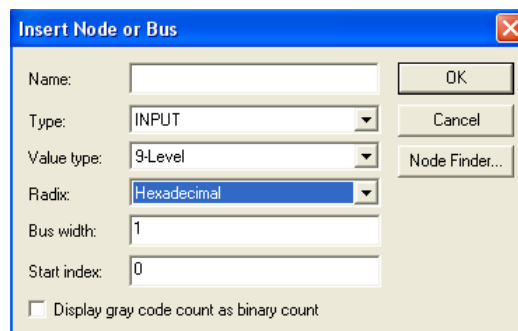 Insert Node or Bus
Name:
OK
Type: INPUT
Cancel
Value type: 9-Level
Node Finder...
Radix: Hexadecimal
Bus width: 1
Start index: 0
Display gray code count as binary count